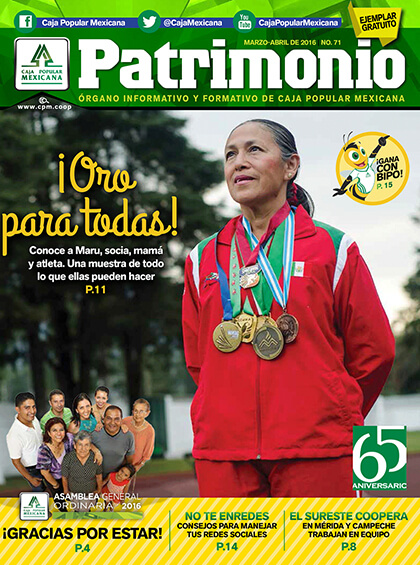 Caja Popular Mexicana
@CajaMexicana
CajaPopularMexicana
EJEMPLAR
GRATUITO
MARZO-ABRIL DE 2016 NO. 71
CAJA POPULAR
MEXICANA
www.cpm.coop
Patrimonio
ÓRGANO INFORMATIVO Y FORMATIVO DE CAJA POPULAR MEXICANA
¡Oro
para todas!
Conoce a Maru, socia, mamá
y atleta. Una muestra de todo
lo que ellas pueden hacer
P.11
¡GANA
CON
BIPO!
P. 15
65
ANIVERSARIO
CAJA POPULAR
MEXICANA
ASAMBLEA GENERAL
ORDINARIA 2016
¡GRACIAS POR ESTAR!
P.4
NO TE ENREDES
CONSEJOS PARA MANEJAR
TUS REDES SOCIALES
P.14
EL SURESTE COOPERA
EN MÉRIDA Y CAMPECHE
TRABAJAN EN EQUIPO
P.8